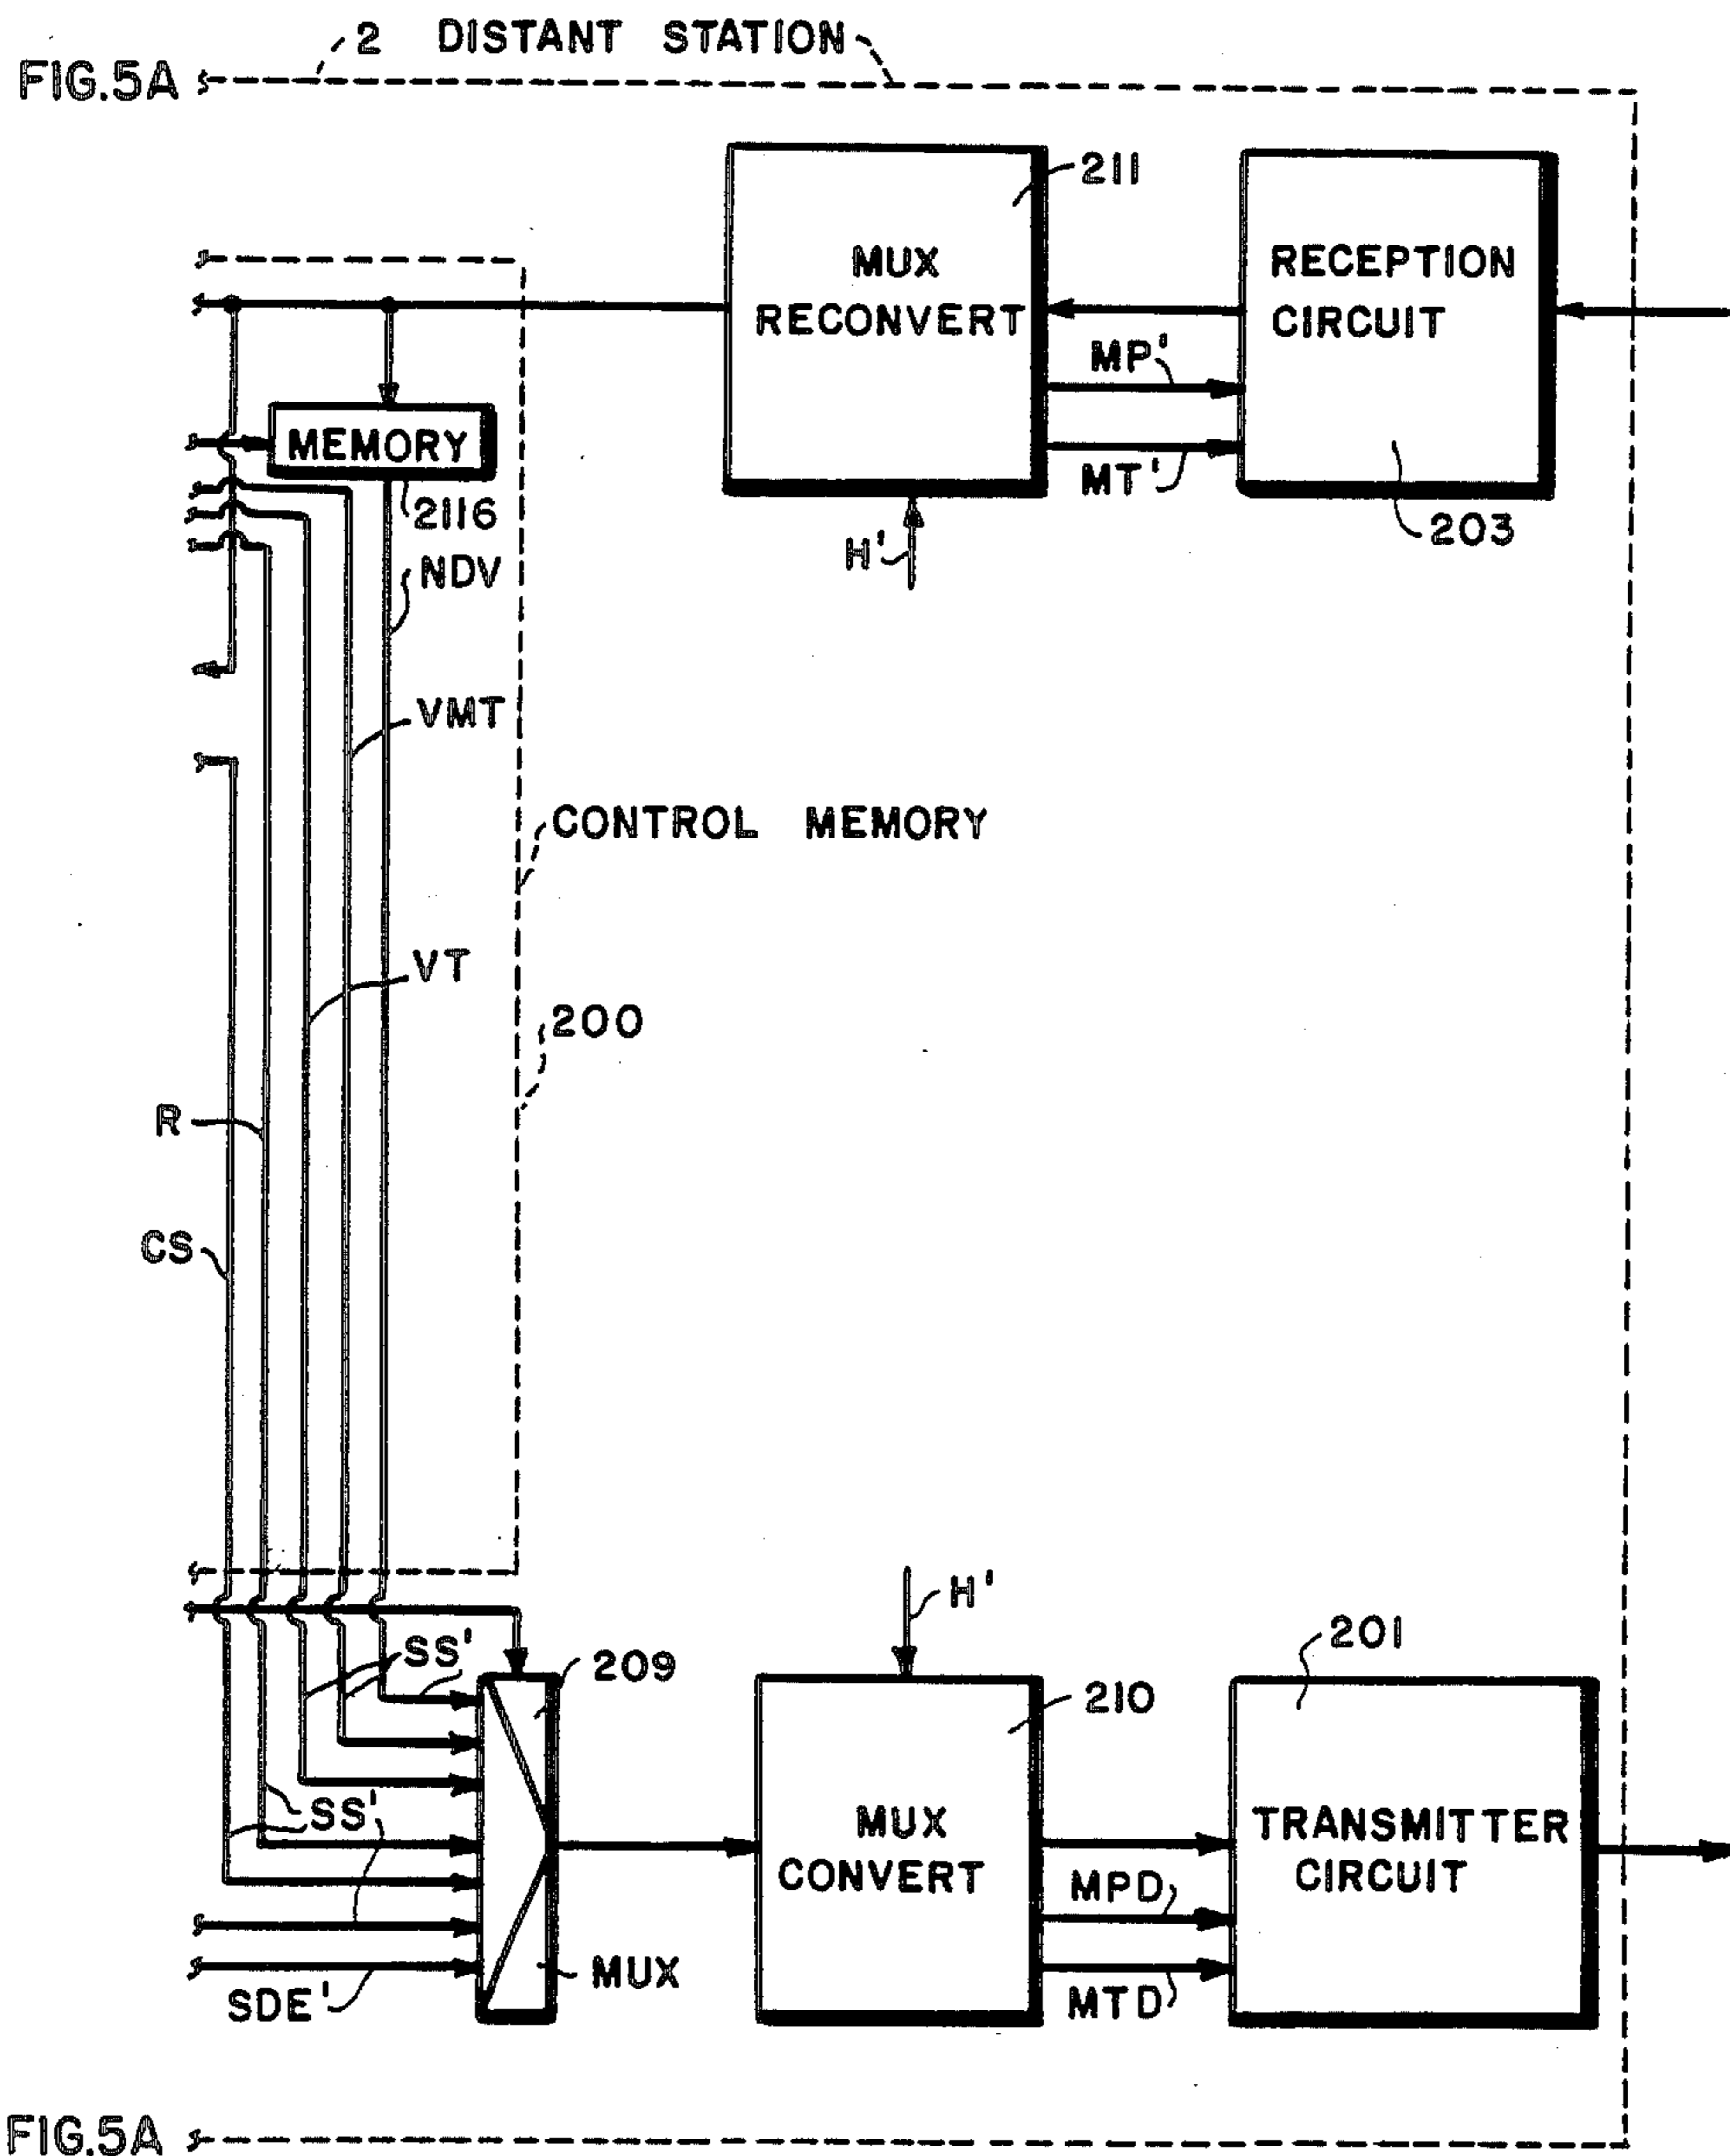 2 DISTANT STATION
FIG.5A
211
MUX
RECONVERT
RECEPTION
CIRCUIT
MP'
MT'
203
H'
MEMORY
2116
NDV
VMT
CONTROL MEMORY
VT
200
R
CS
H'
SS'
209
201
210
SS'
MUX
CONVERT
TRANSMITTER
CIRCUIT
MPD
MUX
MTD
SDE'
FIG.5A